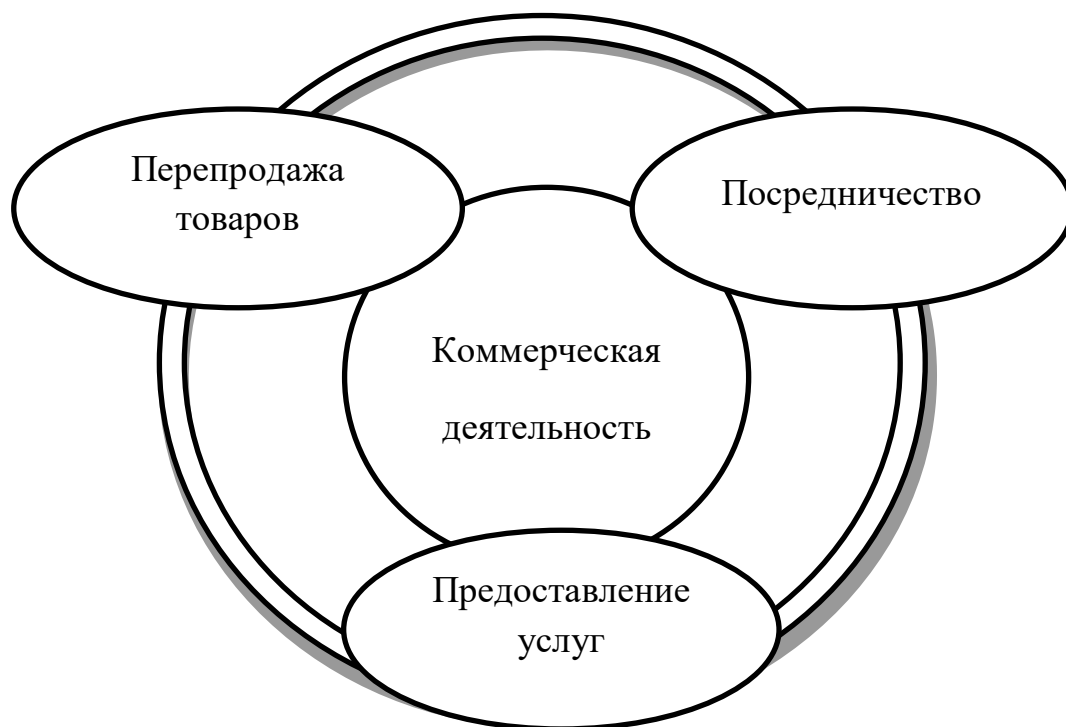 Перепродажа
товаров
Посредничество
Коммерческая
деятельность
Предоставление
услуг